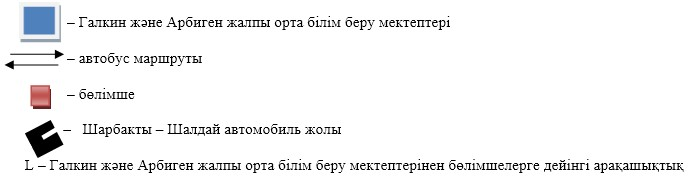 – Галкин және Арбиген жалпы орта білім беру мектептері
– автобус маршруты
– бөлімше
– Шарбакты – Шалдай автомобиль жолы
L – Галкин және Арбиген жалпы орта білім беру мектептерінен бөлімшелерге дейінгі арақашықтық